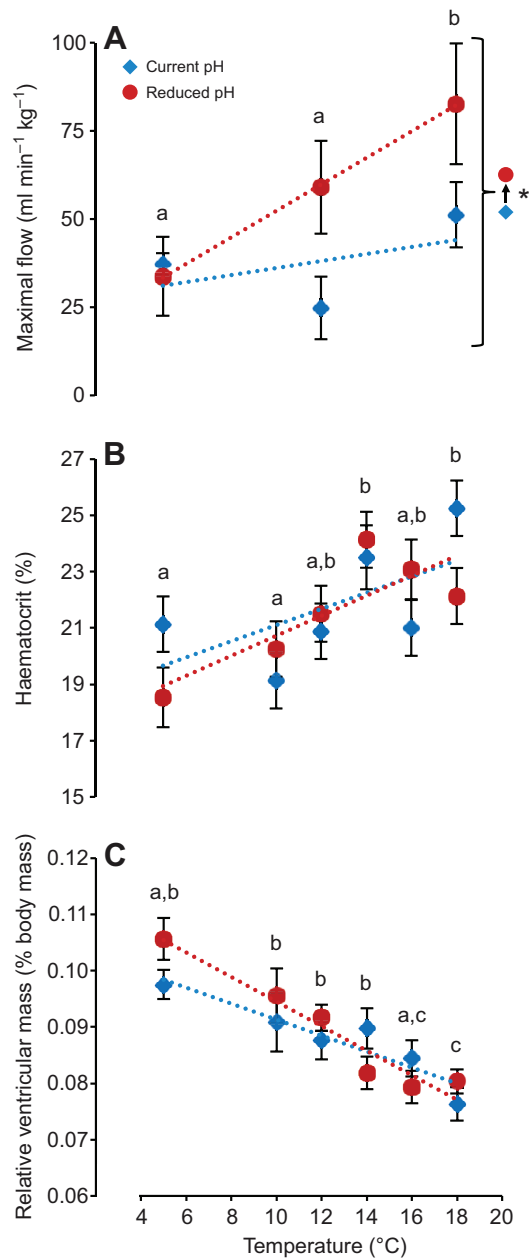 A
Maximal flow (ml min⁻¹ kg⁻¹)
100
75
50
25
0
Current pH
Reduced pH
a
a
b
*
B
Haematocrit (%)
27
25
23
21
19
17
15
a
a
a,b
b
a,b
b
C
Relative ventricular mass (% body mass)
0.12
0.11
0.10
0.09
0.08
0.07
0.06
a,b
b
b
b
a,c
c
4 6 8 10 12 14 16 18 20
Temperature (°C)